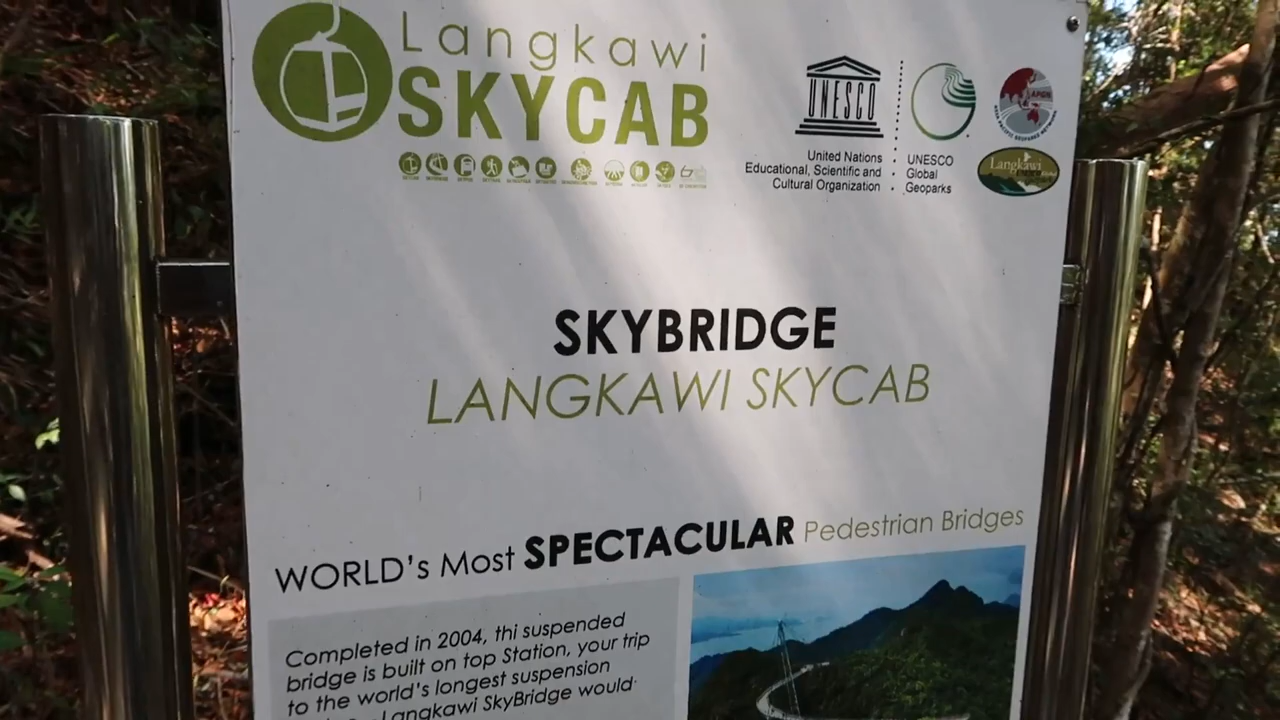 Langkawi
SKYCAB
UNESCO
United Nations
Educational, Scientific and
Cultural Organization
UNESCO
Global
Geoparks
APGN
Langkawi
SKYBRIDGE
LANGKAWI SKYCAB
WORLD's Most SPECTACULAR Pedestrian Bridges
Completed in 2004, thi suspended
bridge is built on top Station, your trip
to the world's longest suspension
Langkawi SkyBridge would